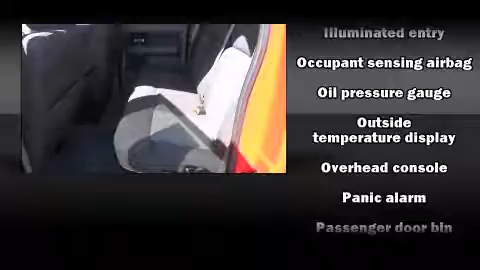 Illuminated entry
Occupant sensing airbag
Oil pressure gauge
Outside
temperature display
Overhead console
Panic alarm
Passenger door bin